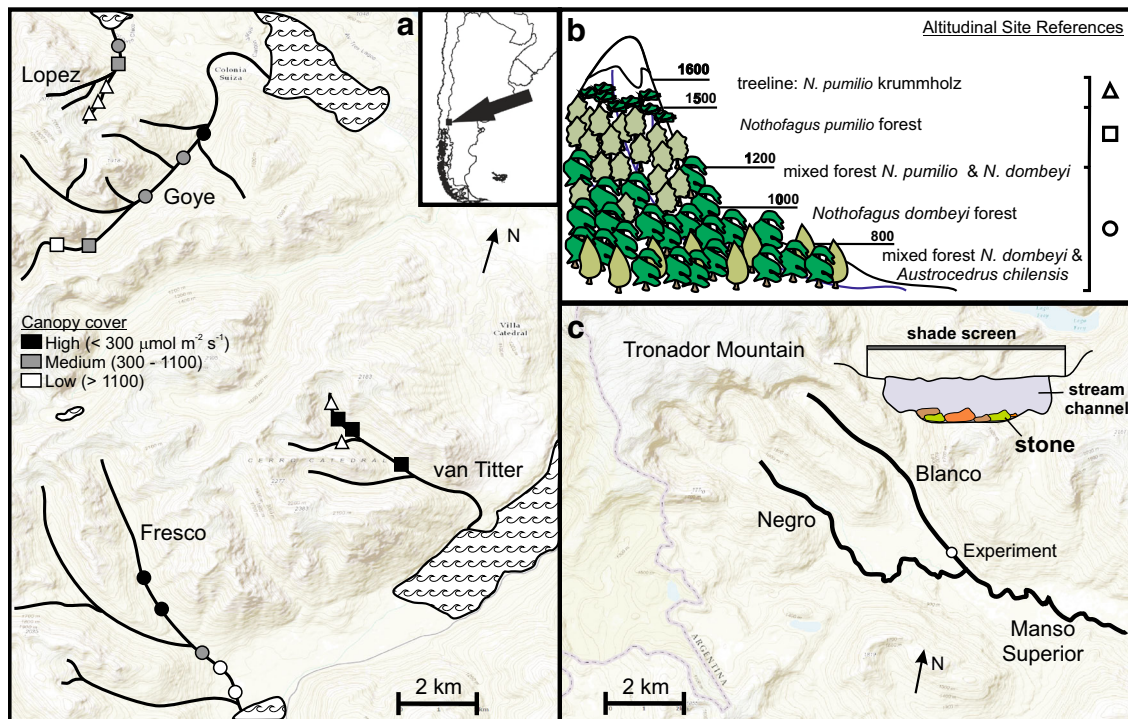 a
Lopez
Colonia
Suiza
Goye
N
Canopy cover
High (< 300 μmol m⁻² s⁻¹)
Medium (300 - 1100)
Low (> 1100)
Villa
Catedral
CERRO CATEDRAL
van Titter
Fresco
2 km
b
Altitudinal Site References
1600
treeline: N. pumilio krummholz
1500
Nothofagus pumilio forest
1200
mixed forest N. pumilio & N. dombeyi
1000
Nothofagus dombeyi forest
800
mixed forest N. dombeyi &
Austrocedrus chilensis
c
shade screen
Tronador Mountain
stream
channel
stone
Blanco
Negro
Experiment
Manso
Superior
ARGENTINA
N
2 km